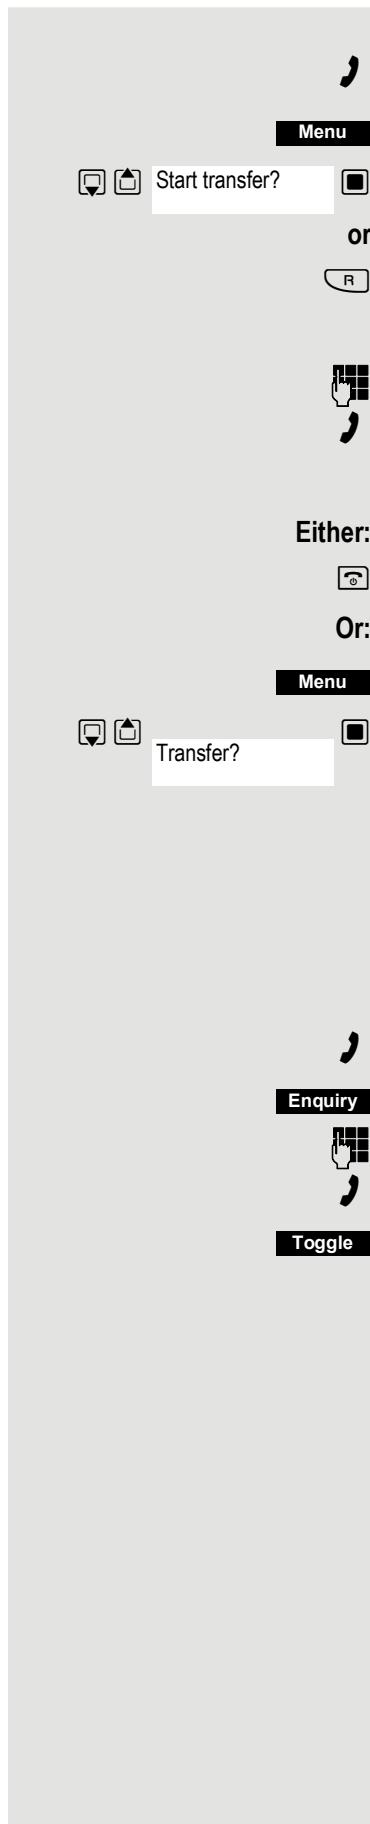 Menu
Start transfer?
or
R
Either:
Or:
Menu
Transfer?
Enquiry
Toggle